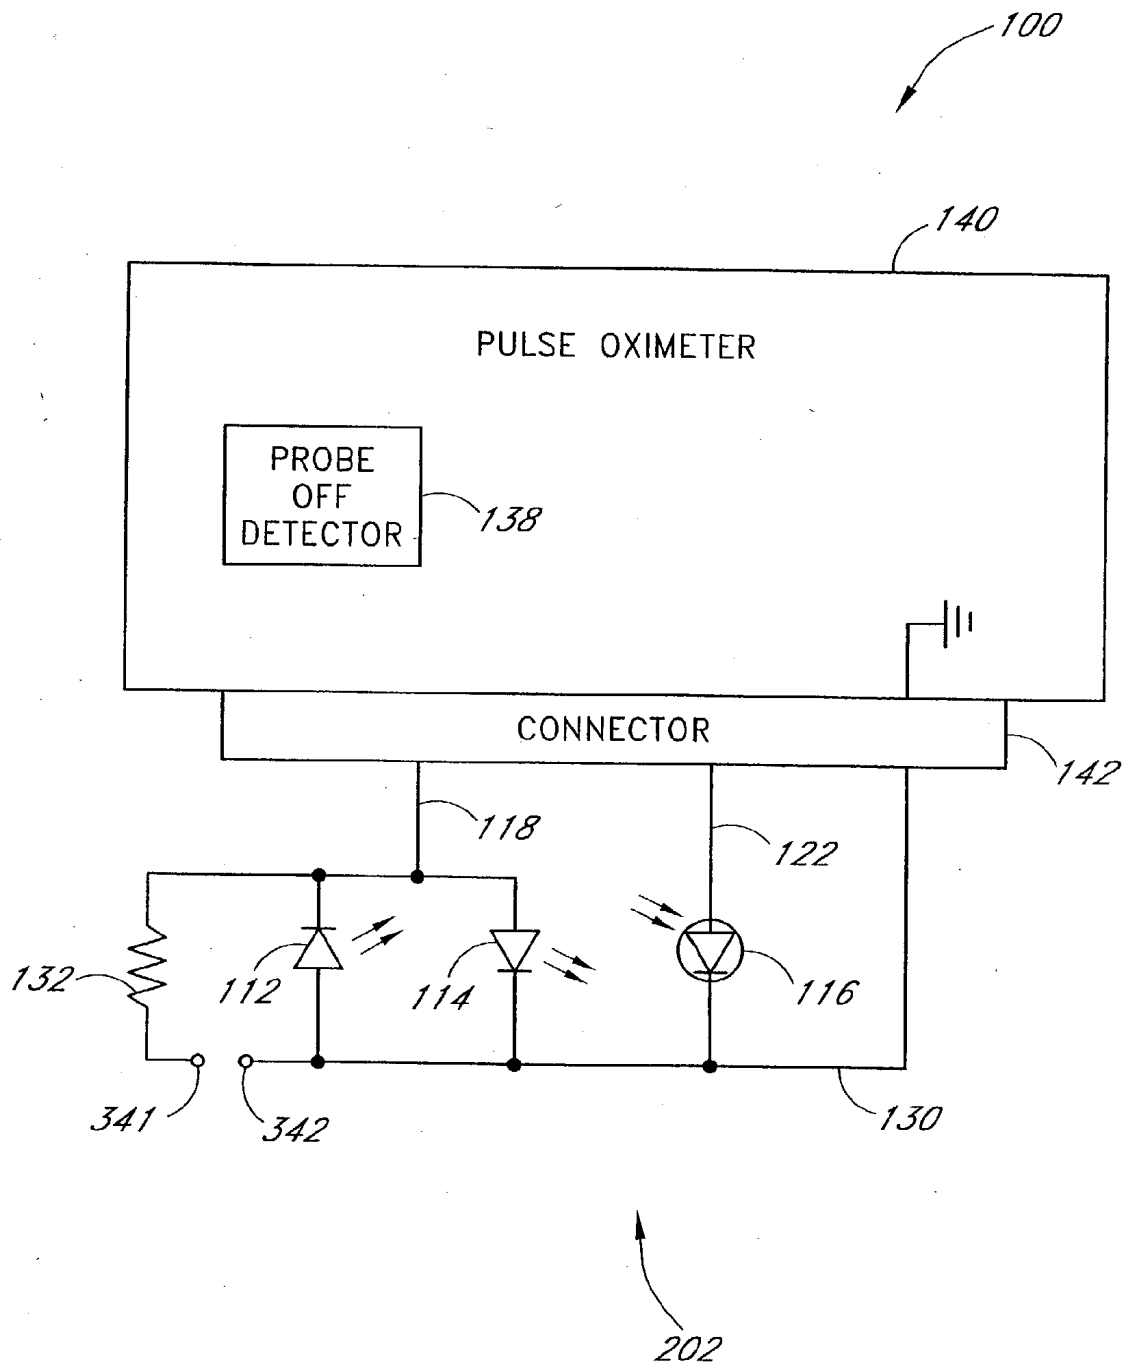 100
140
PULSE OXIMETER
PROBE
OFF
DETECTOR
138
CONNECTOR
142
118
122
132
112
114
116
341
342
130
202